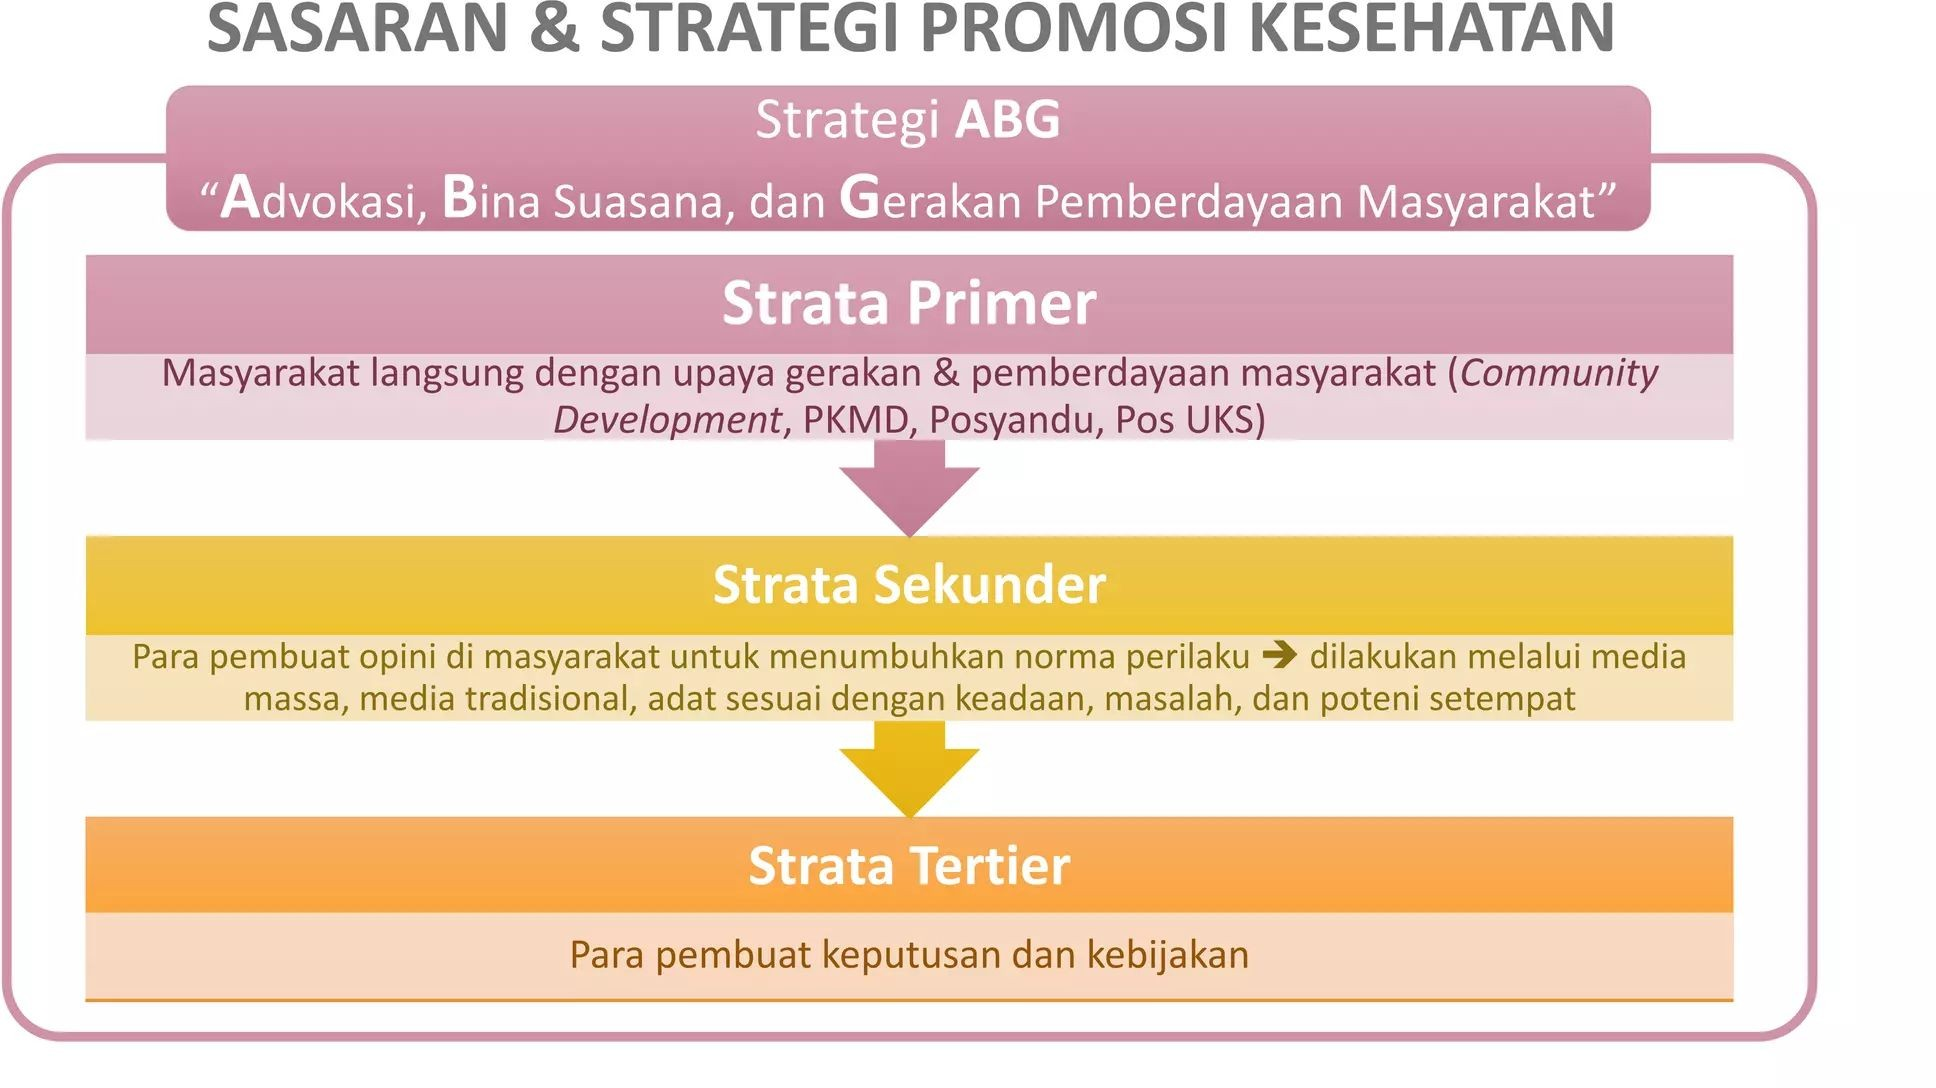 SASARAN & STRATEGI PROMOSI KESEHATAN
Strategi ABG
“Advokasi, Bina Suasana, dan Gerakan Pemberdayaan Masyarakat”
Strata Primer
Masyarakat langsung dengan upaya gerakan & pemberdayaan masyarakat (Community
Development, PKMD, Posyandu, Pos UKS)
Strata Sekunder
Para pembuat opini di masyarakat untuk menumbuhkan norma perilaku ➔ dilakukan melalui media
massa, media tradisional, adat sesuai dengan keadaan, masalah, dan poteni setempat
Strata Tertier
Para pembuat keputusan dan kebijakan